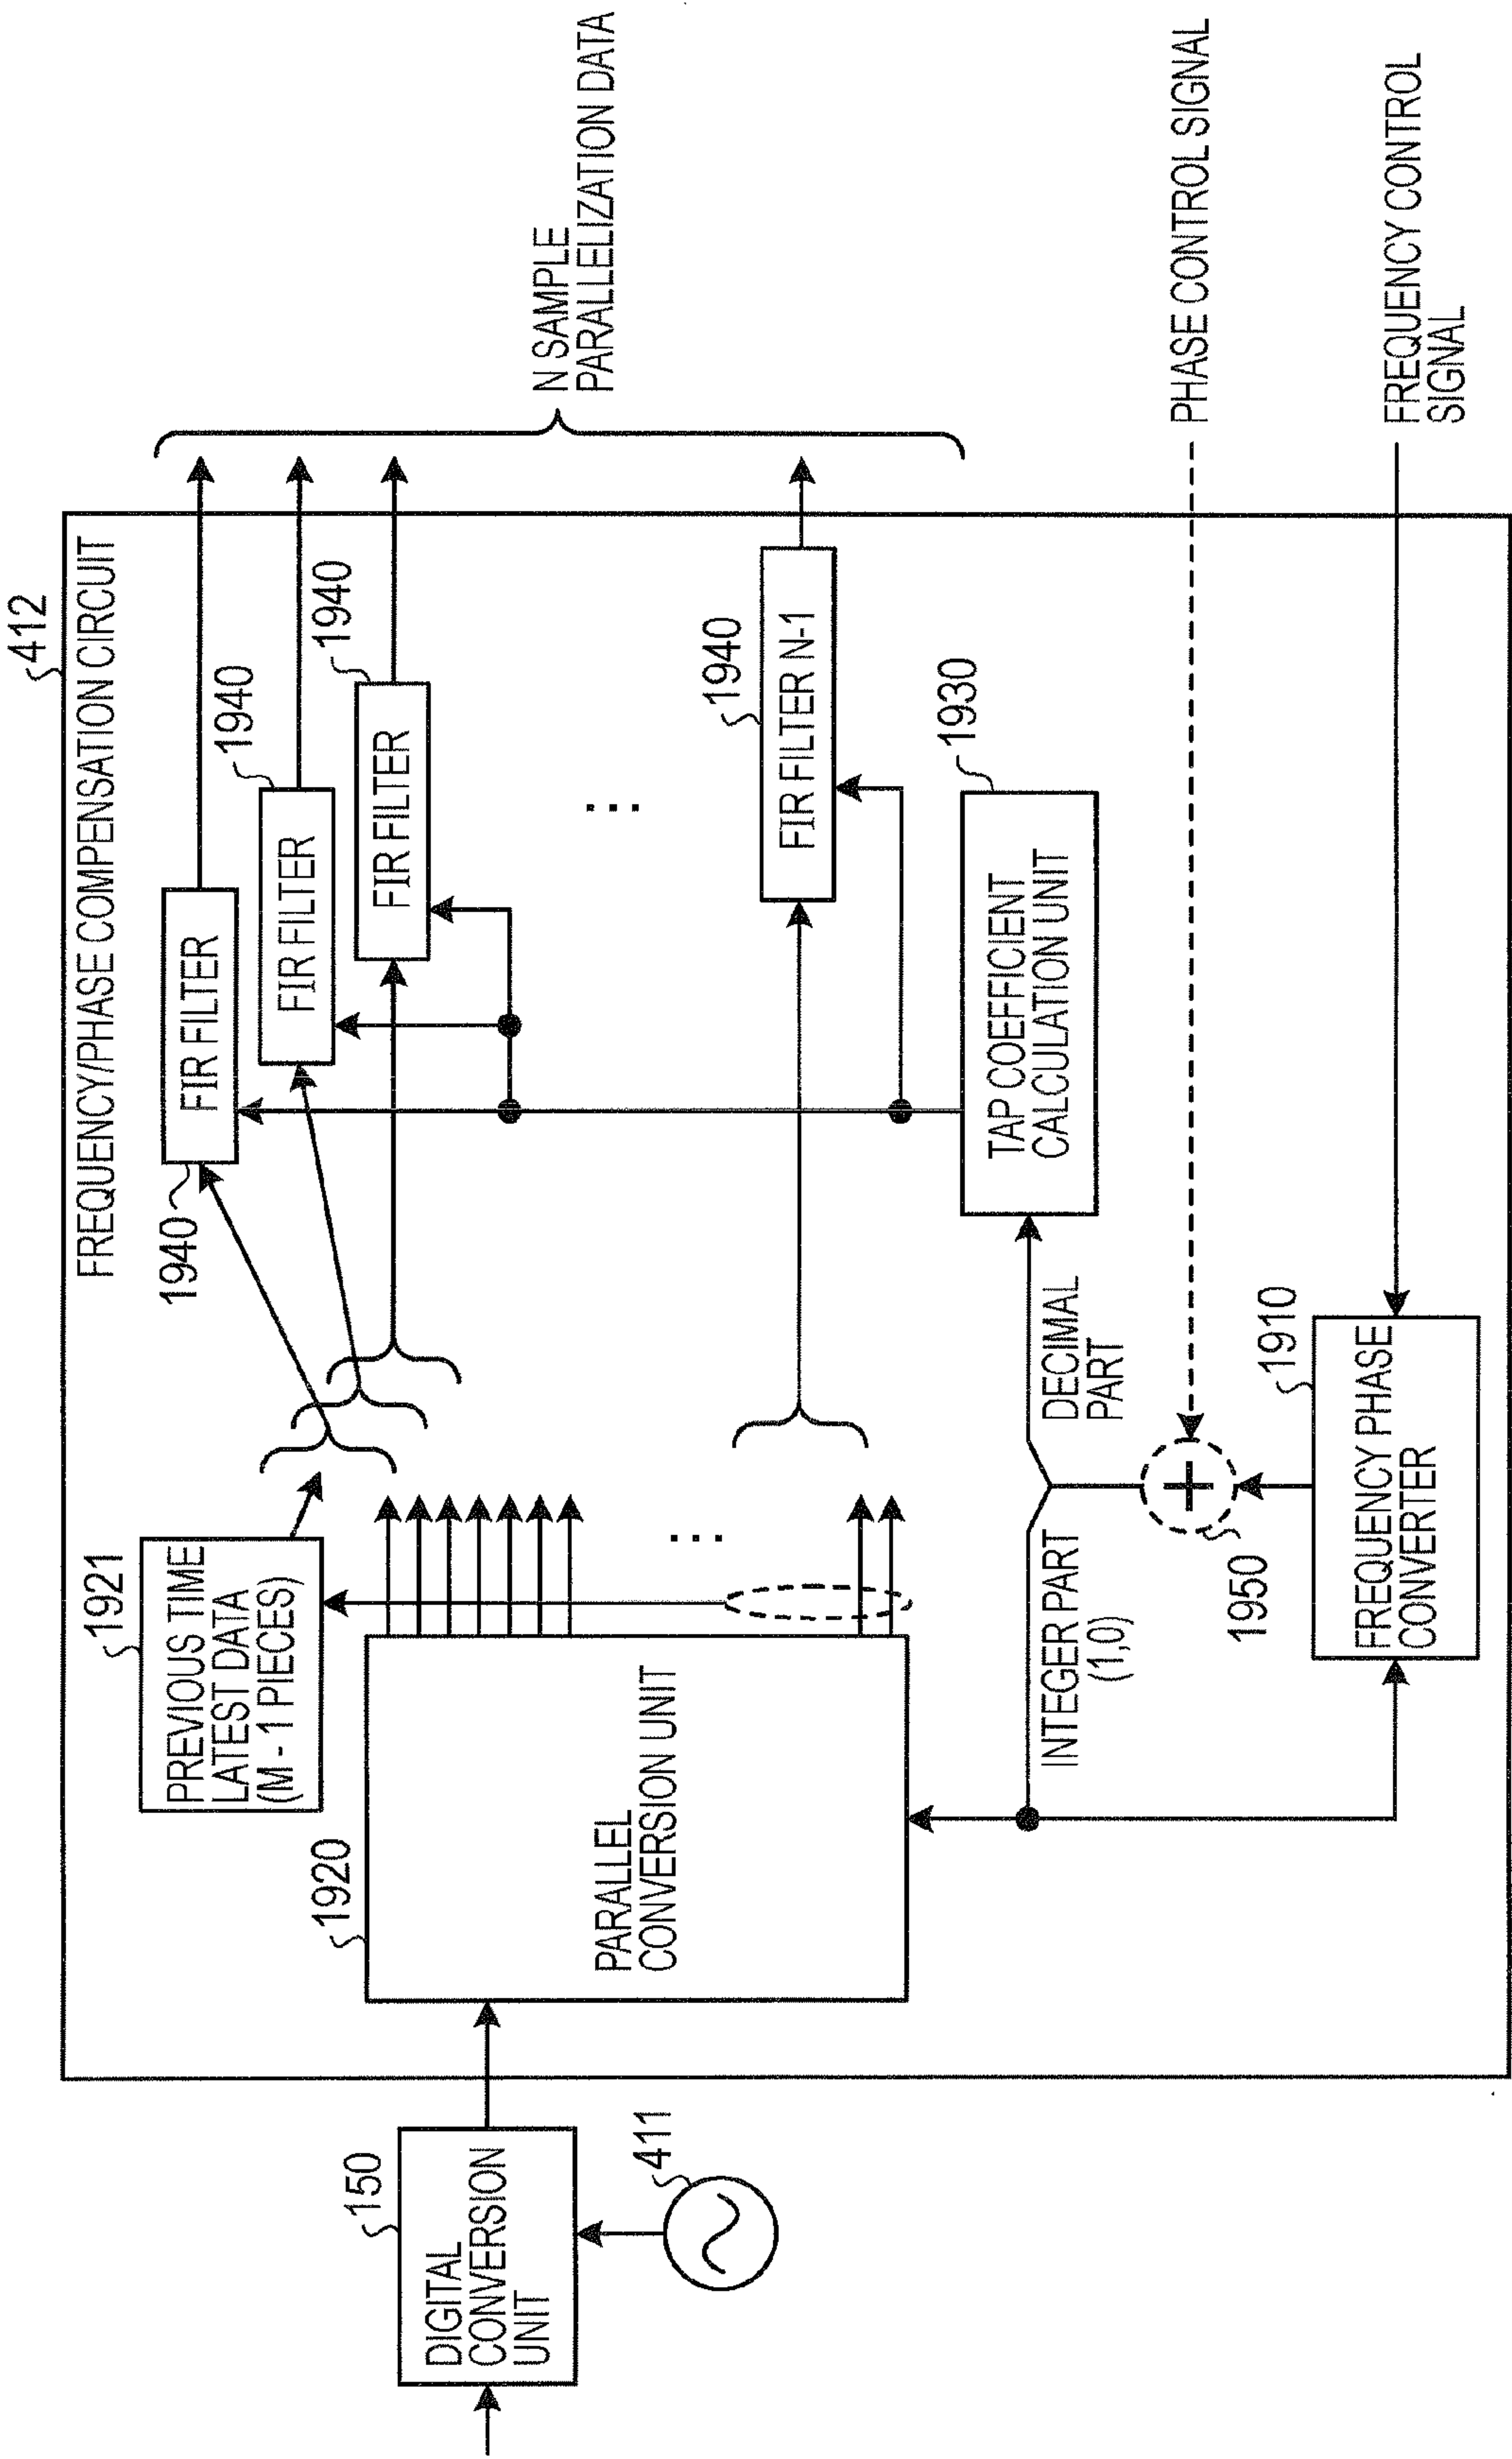 412
FREQUENCY/PHASE COMPENSATION CIRCUIT
150
DIGITAL
CONVERSION
UNIT
411
1920
PARALLEL
CONVERSION UNIT
1921
PREVIOUS TIME
LATEST DATA
(M - 1 PIECES)
...
1940
FIR FILTER
1940
FIR FILTER
1940
FIR FILTER
...
1940
FIR FILTER N-1
N SAMPLE
PARALLELIZATION DATA
1930
TAP COEFFICIENT
CALCULATION UNIT
INTEGER PART
(1,0)
DECIMAL
PART
1950
+
PHASE CONTROL SIGNAL
1910
FREQUENCY PHASE
CONVERTER
FREQUENCY CONTROL
SIGNAL